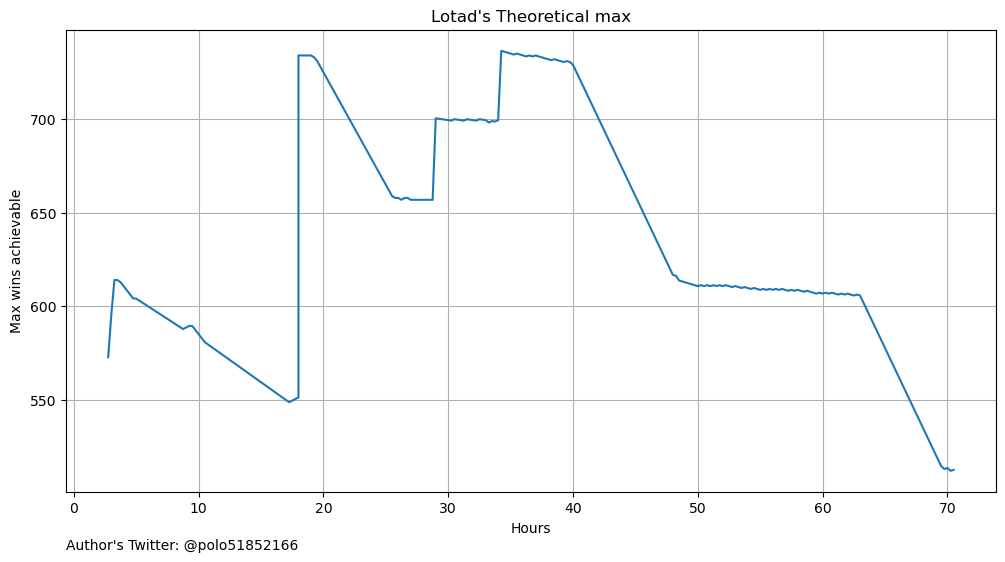 Lotad's Theoretical max
Max wins achievable
700
650
600
550
0 10 20 30 40 50 60 70
Hours
Author's Twitter: @polo51852166